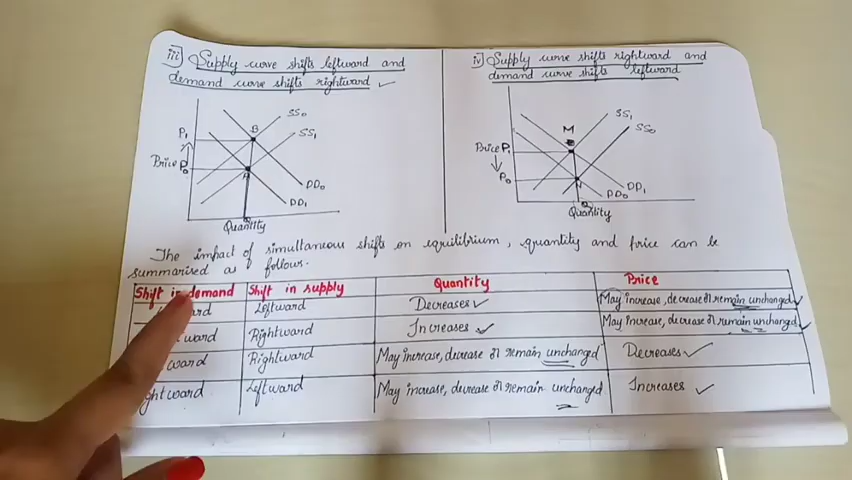 iii] Supply curve shifts leftward and
demand curve shifts rightward
SS0
SS1
P1
B
Price P0
A
DD0
DD1
Quantity
iv] Supply curve shifts rightward and
demand curve shifts leftward
SS1
SS0
M
Price P1
P0
N
DD1
DD0
Q
Quantity
The impact of simultaneous shifts on equilibrium, quantity and price can be
summarised as follows.
Shift in demand Shift in supply Quantity Price
Leftward Decreases May increase, decrease or remain unchanged
Rightward Increases May increase, decrease or remain unchanged
Rightward May increase, decrease or remain unchanged Decreases
Leftward May increase, decrease or remain unchanged Increases